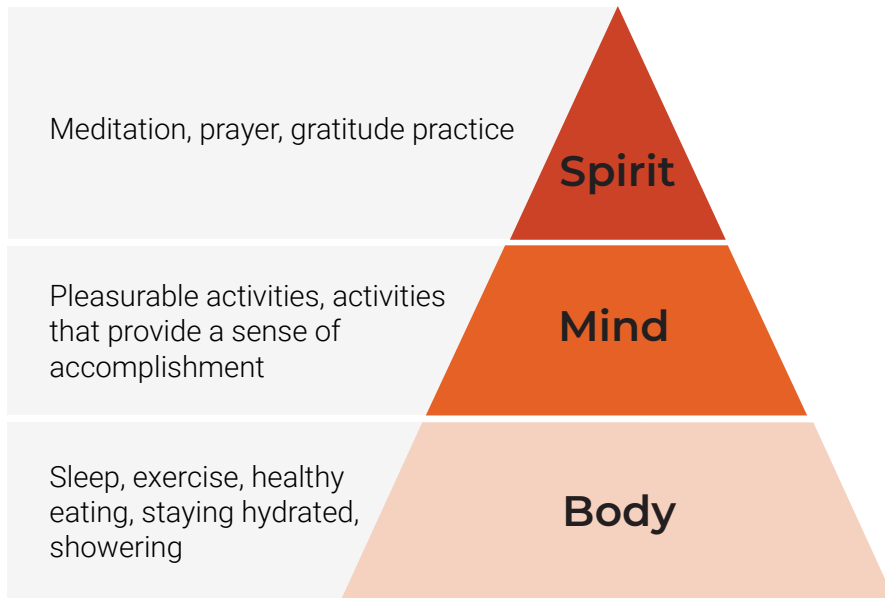 Meditation, prayer, gratitude practice
Spirit
Pleasurable activities, activities
that provide a sense of
accomplishment
Mind
Sleep, exercise, healthy
eating, staying hydrated,
showering
Body